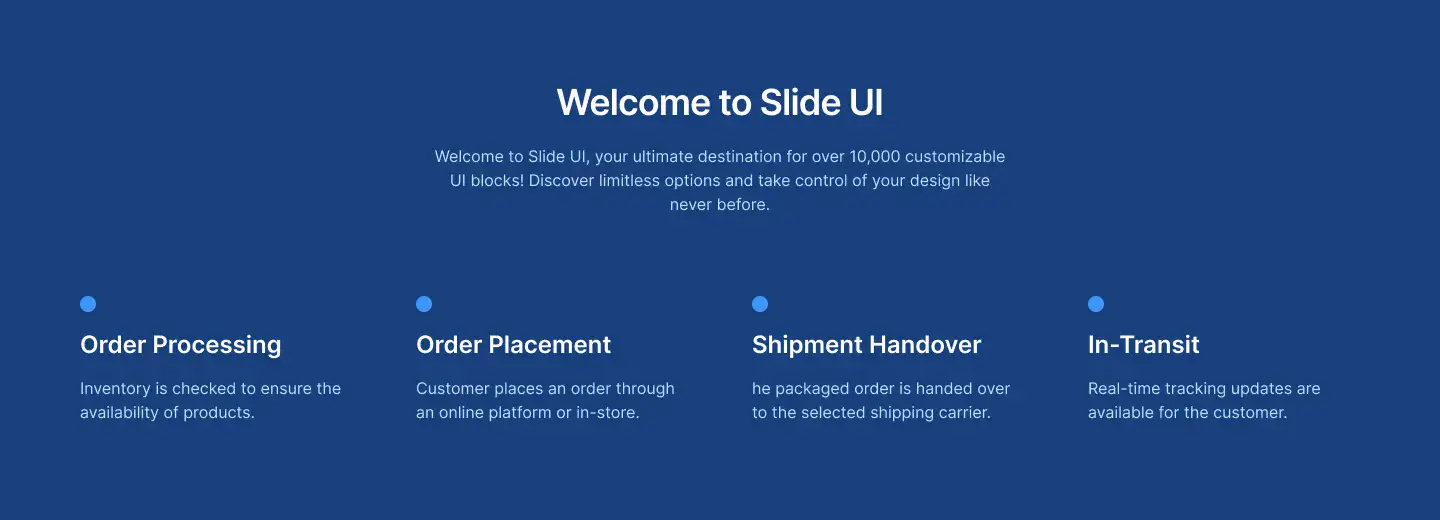 Welcome to Slide UI
Welcome to Slide UI, your ultimate destination for over 10,000 customizable
UI blocks! Discover limitless options and take control of your design like
never before.
Order Processing
Inventory is checked to ensure the
availability of products.
Order Placement
Customer places an order through
an online platform or in-store.
Shipment Handover
he packaged order is handed over
to the selected shipping carrier.
In-Transit
Real-time tracking updates are
available for the customer.